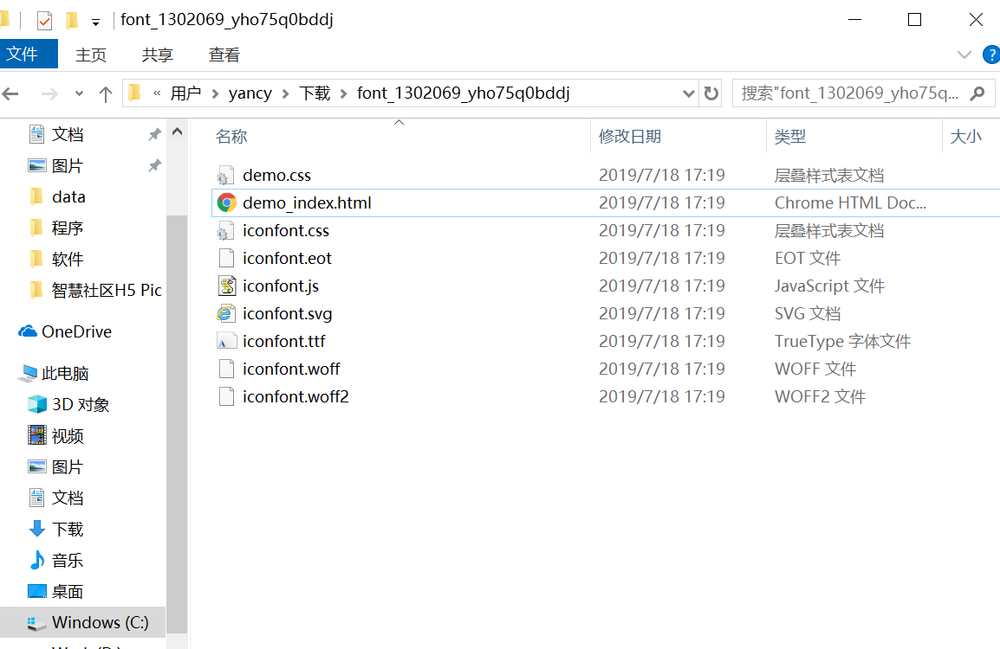 font_1302069_yho75q0bddj
文件 主页 共享 查看
« 用户 > yancy > 下载 > font_1302069_yho75q0bddj 搜索"font_1302069_yho75q...
名称 修改日期 类型 大小
文档
图片
data
程序
软件
智慧社区H5 Pic
OneDrive
此电脑
3D 对象
视频
图片
文档
下载
音乐
桌面
Windows (C:)
demo.css 2019/7/18 17:19 层叠样式表文档
demo_index.html 2019/7/18 17:19 Chrome HTML Doc...
iconfont.css 2019/7/18 17:19 层叠样式表文档
iconfont.eot 2019/7/18 17:19 EOT 文件
iconfont.js 2019/7/18 17:19 JavaScript 文件
iconfont.svg 2019/7/18 17:19 SVG 文档
iconfont.ttf 2019/7/18 17:19 TrueType 字体文件
iconfont.woff 2019/7/18 17:19 WOFF 文件
iconfont.woff2 2019/7/18 17:19 WOFF2 文件